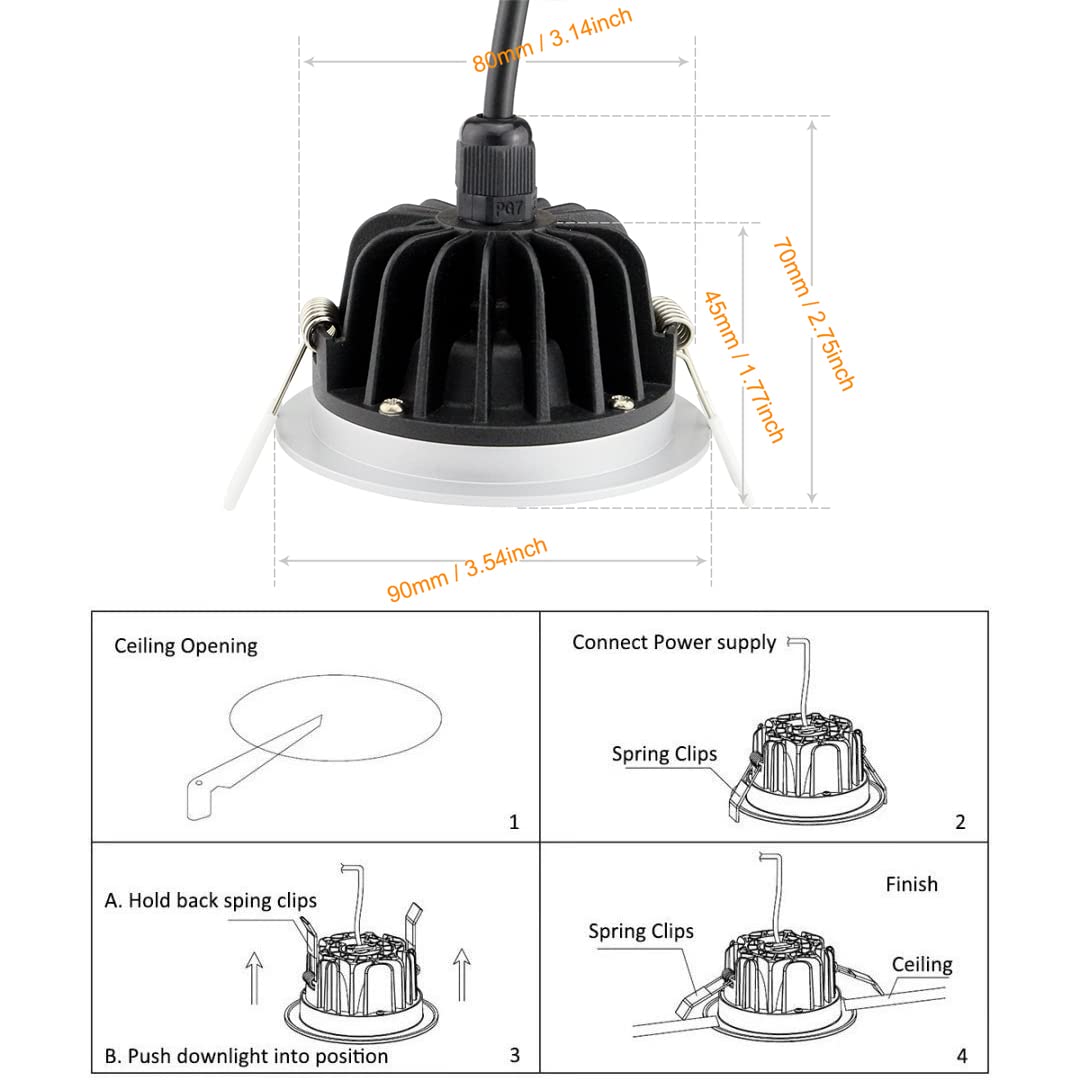 80mm / 3.14inch
PG7
70mm / 2.75inch
45mm / 1.77inch
90mm / 3.54inch
Ceiling Opening
1
Connect Power supply
Spring Clips
2
A. Hold back sping clips
B. Push downlight into position
3
Finish
Spring Clips
Ceiling
4